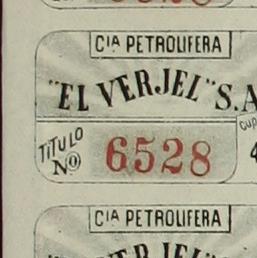 CIA PETROLIFERA
"EL VERJEL" S.A
TITULO
No 6528
CIA PETROLIFERA